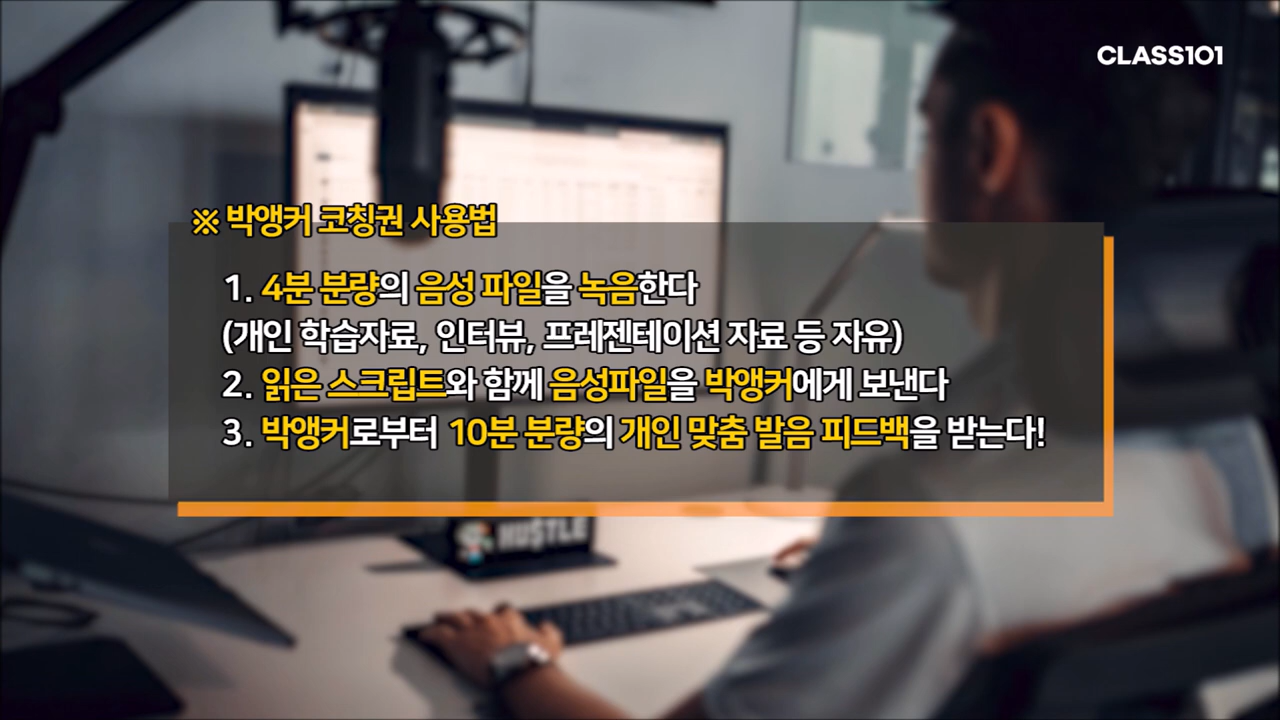 CLASS101
※ 박앵커 코칭권 사용법
1. 4분 분량의 음성 파일을 녹음한다
(개인 학습자료, 인터뷰, 프레젠테이션 자료 등 자유)
2. 읽은 스크립트와 함께 음성파일을 박앵커에게 보낸다
3. 박앵커로부터 10분 분량의 개인 맞춤 발음 피드백을 받는다!
HUSTLE